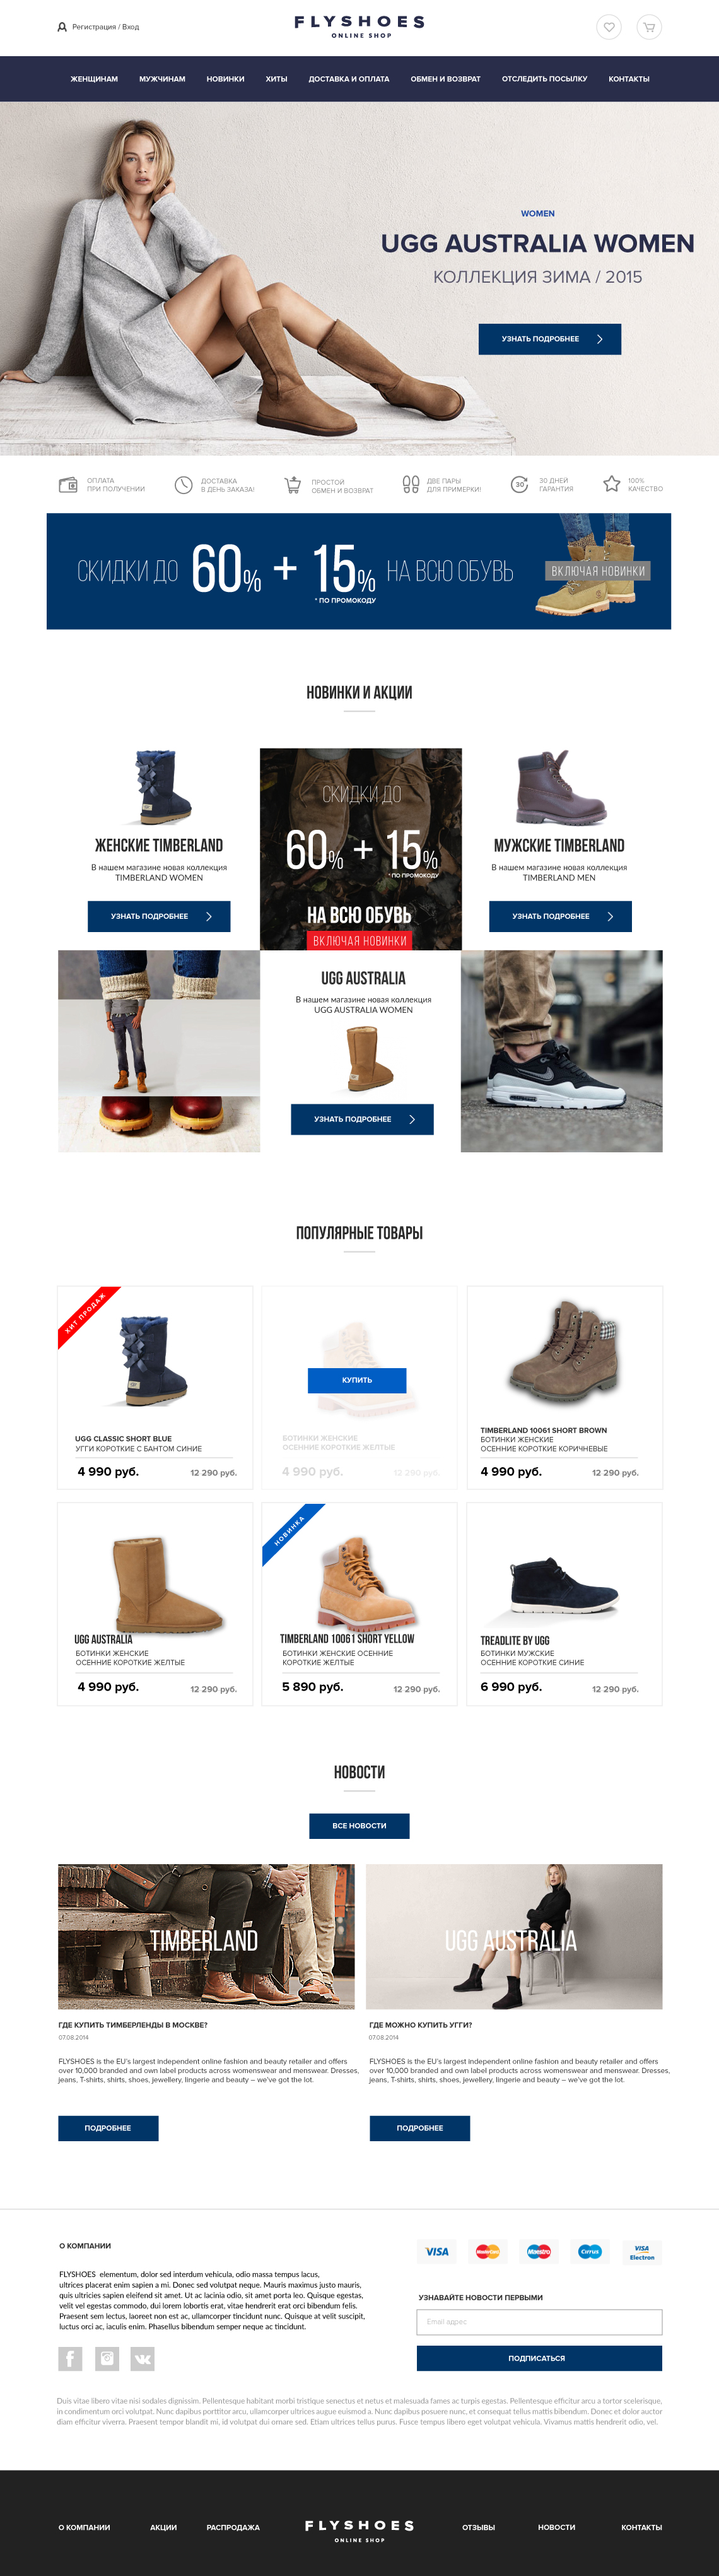 Регистрация / Вход
FLYSHOES
ONLINE SHOP
ЖЕНЩИНАМ МУЖЧИНАМ НОВИНКИ ХИТЫ ДОСТАВКА И ОПЛАТА ОБМЕН И ВОЗВРАТ ОТСЛЕДИТЬ ПОСЫЛКУ КОНТАКТЫ
WOMEN
UGG AUSTRALIA WOMEN
КОЛЛЕКЦИЯ ЗИМА / 2015
УЗНАТЬ ПОДРОБНЕЕ
ОПЛАТА
ПРИ ПОЛУЧЕНИИ
ДОСТАВКА
В ДЕНЬ ЗАКАЗА!
ПРОСТОЙ
ОБМЕН И ВОЗВРАТ
ДВЕ ПАРЫ
ДЛЯ ПРИМЕРКИ!
30
30 ДНЕЙ
ГАРАНТИЯ
100%
КАЧЕСТВО
СКИДКИ ДО 60% + 15% НА ВСЮ ОБУВЬ
* ПО ПРОМОКОДУ
ВКЛЮЧАЯ НОВИНКИ
НОВИНКИ И АКЦИИ
ЖЕНСКИЕ TIMBERLAND
В нашем магазине новая коллекция
TIMBERLAND WOMEN
УЗНАТЬ ПОДРОБНЕЕ
СКИДКИ ДО
60% + 15%
* ПО ПРОМОКОДУ
НА ВСЮ ОБУВЬ
ВКЛЮЧАЯ НОВИНКИ
МУЖСКИЕ TIMBERLAND
В нашем магазине новая коллекция
TIMBERLAND MEN
УЗНАТЬ ПОДРОБНЕЕ
UGG AUSTRALIA
В нашем магазине новая коллекция
UGG AUSTRALIA WOMEN
УЗНАТЬ ПОДРОБНЕЕ
ПОПУЛЯРНЫЕ ТОВАРЫ
ХИТ ПРОДАЖ
UGG CLASSIC SHORT BLUE
УГГИ КОРОТКИЕ С БАНТОМ СИНИЕ
4 990 руб. 12 290 руб.
КУПИТЬ
БОТИНКИ ЖЕНСКИЕ
ОСЕННИЕ КОРОТКИЕ ЖЕЛТЫЕ
4 990 руб. 12 290 руб.
TIMBERLAND 10061 SHORT BROWN
БОТИНКИ ЖЕНСКИЕ
ОСЕННИЕ КОРОТКИЕ КОРИЧНЕВЫЕ
4 990 руб. 12 290 руб.
UGG AUSTRALIA
БОТИНКИ ЖЕНСКИЕ
ОСЕННИЕ КОРОТКИЕ ЖЕЛТЫЕ
4 990 руб. 12 290 руб.
НОВИНКА
TIMBERLAND 10061 SHORT YELLOW
БОТИНКИ ЖЕНСКИЕ ОСЕННИЕ
КОРОТКИЕ ЖЕЛТЫЕ
5 890 руб. 12 290 руб.
TREADLITE BY UGG
БОТИНКИ МУЖСКИЕ
ОСЕННИЕ КОРОТКИЕ СИНИЕ
6 990 руб. 12 290 руб.
НОВОСТИ
ВСЕ НОВОСТИ
TIMBERLAND
ГДЕ КУПИТЬ ТИМБЕРЛЕНДЫ В МОСКВЕ?
07.08.2014
FLYSHOES is the EU's largest independent online fashion and beauty retailer and offers
over 10,000 branded and own label products across womenswear and menswear. Dresses,
jeans, T-shirts, shirts, shoes, jewellery, lingerie and beauty – we've got the lot.
ПОДРОБНЕЕ
UGG AUSTRALIA
ГДЕ МОЖНО КУПИТЬ УГГИ?
07.08.2014
FLYSHOES is the EU's largest independent online fashion and beauty retailer and offers
over 10,000 branded and own label products across womenswear and menswear. Dresses,
jeans, T-shirts, shirts, shoes, jewellery, lingerie and beauty – we've got the lot.
ПОДРОБНЕЕ
О КОМПАНИИ
FLYSHOES elementum, dolor sed interdum vehicula, odio massa tempus lacus,
ultrices placerat enim sapien a mi. Donec sed volutpat neque. Mauris maximus justo mauris,
quis ultricies sapien eleifend sit amet. Ut ac lacinia odio, sit amet porta leo. Quisque egestas,
velit vel egestas commodo, dui lorem lobortis erat, vitae hendrerit erat orci bibendum felis.
Praesent sem lectus, laoreet non est ac, ullamcorper tincidunt nunc. Quisque at velit suscipit,
luctus orci ac, iaculis enim. Phasellus bibendum semper neque ac tincidunt.
VISA MasterCard Maestro Cirrus VISA
Electron
УЗНАВАЙТЕ НОВОСТИ ПЕРВЫМИ
Email адрес
ПОДПИСАТЬСЯ
Duis vitae libero vitae nisi sodales dignissim. Pellentesque habitant morbi tristique senectus et netus et malesuada fames ac turpis egestas. Pellentesque efficitur arcu a tortor scelerisque,
in condimentum orci volutpat. Nunc dapibus porttitor arcu, ullamcorper ultrices augue euismod a. Nunc dapibus posuere nunc, et consequat tellus mattis bibendum. Donec et dolor auctor
diam efficitur viverra. Praesent tempor blandit mi, id volutpat dui ornare sed. Etiam ultrices tellus purus. Fusce tempus libero eget volutpat vehicula. Vivamus mattis hendrerit odio, vel.
О КОМПАНИИ АКЦИИ РАСПРОДАЖА
FLYSHOES
ONLINE SHOP
ОТЗЫВЫ НОВОСТИ КОНТАКТЫ